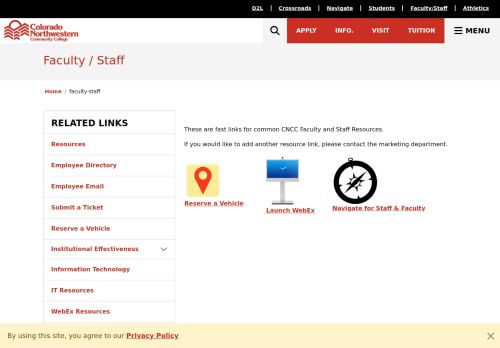 D2L | Crossroads | Navigate | Students | Faculty/Staff | Athletics
Colorado
Northwestern
Community College
APPLY INFO. VISIT TUITION MENU
Faculty / Staff
Home / faculty-staff
RELATED LINKS
Resources
Employee Directory
Employee Email
Submit a Ticket
Reserve a Vehicle
Institutional Effectiveness
Information Technology
IT Resources
WebEx Resources
These are fast links for common CNCC Faculty and Staff Resources.
If you would like to add another resource link, please contact the marketing department.
Reserve a Vehicle
Launch WebEx
Navigate for Staff & Faculty
By using this site, you agree to our Privacy Policy